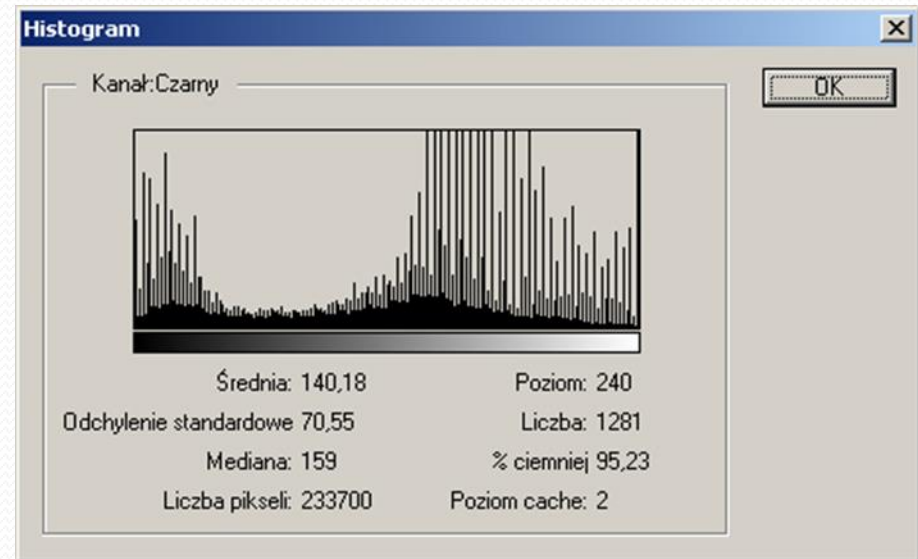 Histogram
OK
Kanał:Czarny
Średnia: 140,18
Poziom: 240
Odchylenie standardowe 70,55
Liczba: 1281
Mediana: 159
% ciemniej 95,23
Liczba pikseli: 233700
Poziom cache: 2